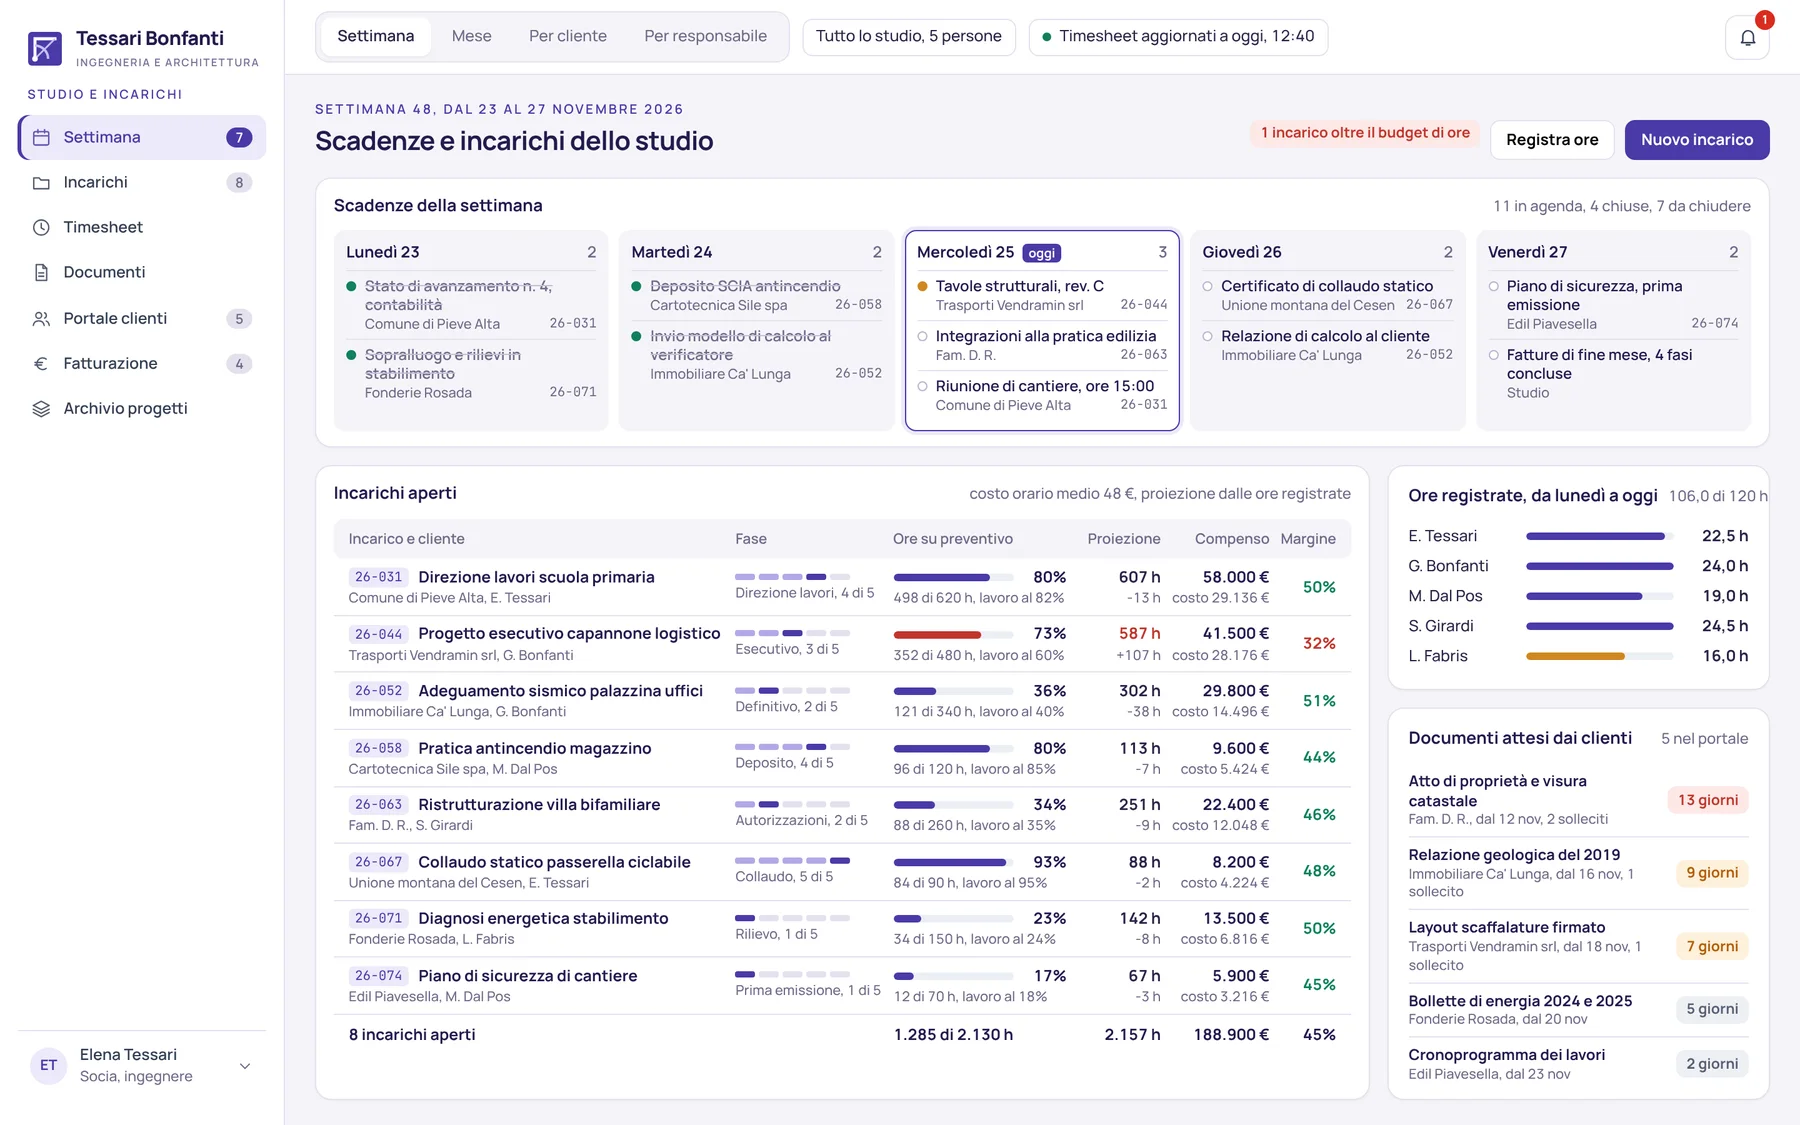 Tessari Bonfanti
INGEGNERIA E ARCHITETTURA
STUDIO E INCARICHI
Settimana 7
Incarichi 8
Timesheet
Documenti
Portale clienti 5
Fatturazione 4
Archivio progetti
ET
Elena Tessari
Socia, ingegnere
Settimana Mese Per cliente Per responsabile
Tutto lo studio, 5 persone
Timesheet aggiornati a oggi, 12:40
1
SETTIMANA 48, DAL 23 AL 27 NOVEMBRE 2026
Scadenze e incarichi dello studio
1 incarico oltre il budget di ore
Registra ore
Nuovo incarico
Scadenze della settimana
11 in agenda, 4 chiuse, 7 da chiudere
Lunedì 23 2
Stato di avanzamento n. 4,
contabilità
Comune di Pieve Alta 26-031
Sopralluogo e rilievi in
stabilimento
Fonderie Rosada 26-071
Martedì 24 2
Deposito SCIA antincendio
Cartotecnica Sile spa 26-058
Invio modello di calcolo al
verificatore
Immobiliare Ca' Lunga 26-052
Mercoledì 25 oggi 3
Tavole strutturali, rev. C
Trasporti Vendramin srl 26-044
Integrazioni alla pratica edilizia
Fam. D. R. 26-063
Riunione di cantiere, ore 15:00
Comune di Pieve Alta 26-031
Giovedì 26 2
Certificato di collaudo statico
Unione montana del Cesen 26-067
Relazione di calcolo al cliente
Immobiliare Ca' Lunga 26-052
Venerdì 27 2
Piano di sicurezza, prima
emissione
Edil Piavesella 26-074
Fatture di fine mese, 4 fasi
concluse
Studio
Incarichi aperti
costo orario medio 48 €, proiezione dalle ore registrate
Incarico e cliente Fase Ore su preventivo Proiezione Compenso Margine
26-031 Direzione lavori scuola primaria 80% 607 h 58.000 € 50%
Comune di Pieve Alta, E. Tessari Direzione lavori, 4 di 5 498 di 620 h, lavoro al 82% -13 h costo 29.136 €
26-044 Progetto esecutivo capannone logistico 73% 587 h 41.500 € 32%
Trasporti Vendramin srl, G. Bonfanti Esecutivo, 3 di 5 352 di 480 h, lavoro al 60% +107 h costo 28.176 €
26-052 Adeguamento sismico palazzina uffici 36% 302 h 29.800 € 51%
Immobiliare Ca' Lunga, G. Bonfanti Definitivo, 2 di 5 121 di 340 h, lavoro al 40% -38 h costo 14.496 €
26-058 Pratica antincendio magazzino 80% 113 h 9.600 € 44%
Cartotecnica Sile spa, M. Dal Pos Deposito, 4 di 5 96 di 120 h, lavoro al 85% -7 h costo 5.424 €
26-063 Ristrutturazione villa bifamiliare 34% 251 h 22.400 € 46%
Fam. D. R., S. Girardi Autorizzazioni, 2 di 5 88 di 260 h, lavoro al 35% -9 h costo 12.048 €
26-067 Collaudo statico passerella ciclabile 93% 88 h 8.200 € 48%
Unione montana del Cesen, E. Tessari Collaudo, 5 di 5 84 di 90 h, lavoro al 95% -2 h costo 4.224 €
26-071 Diagnosi energetica stabilimento 23% 142 h 13.500 € 50%
Fonderie Rosada, L. Fabris Rilievo, 1 di 5 34 di 150 h, lavoro al 24% -8 h costo 6.816 €
26-074 Piano di sicurezza di cantiere 17% 67 h 5.900 € 45%
Edil Piavesella, M. Dal Pos Prima emissione, 1 di 5 12 di 70 h, lavoro al 18% -3 h costo 3.216 €
8 incarichi aperti 1.285 di 2.130 h 2.157 h 188.900 € 45%
Ore registrate, da lunedì a oggi 106,0 di 120 h
E. Tessari 22,5 h
G. Bonfanti 24,0 h
M. Dal Pos 19,0 h
S. Girardi 24,5 h
L. Fabris 16,0 h
Documenti attesi dai clienti 5 nel portale
Atto di proprietà e visura
catastale
Fam. D. R., dal 12 nov, 2 solleciti
13 giorni
Relazione geologica del 2019
Immobiliare Ca' Lunga, dal 16 nov, 1
sollecito
9 giorni
Layout scaffalature firmato
Trasporti Vendramin srl, dal 18 nov, 1
sollecito
7 giorni
Bollette di energia 2024 e 2025
Fonderie Rosada, dal 20 nov
5 giorni
Cronoprogramma dei lavori
Edil Piavesella, dal 23 nov
2 giorni